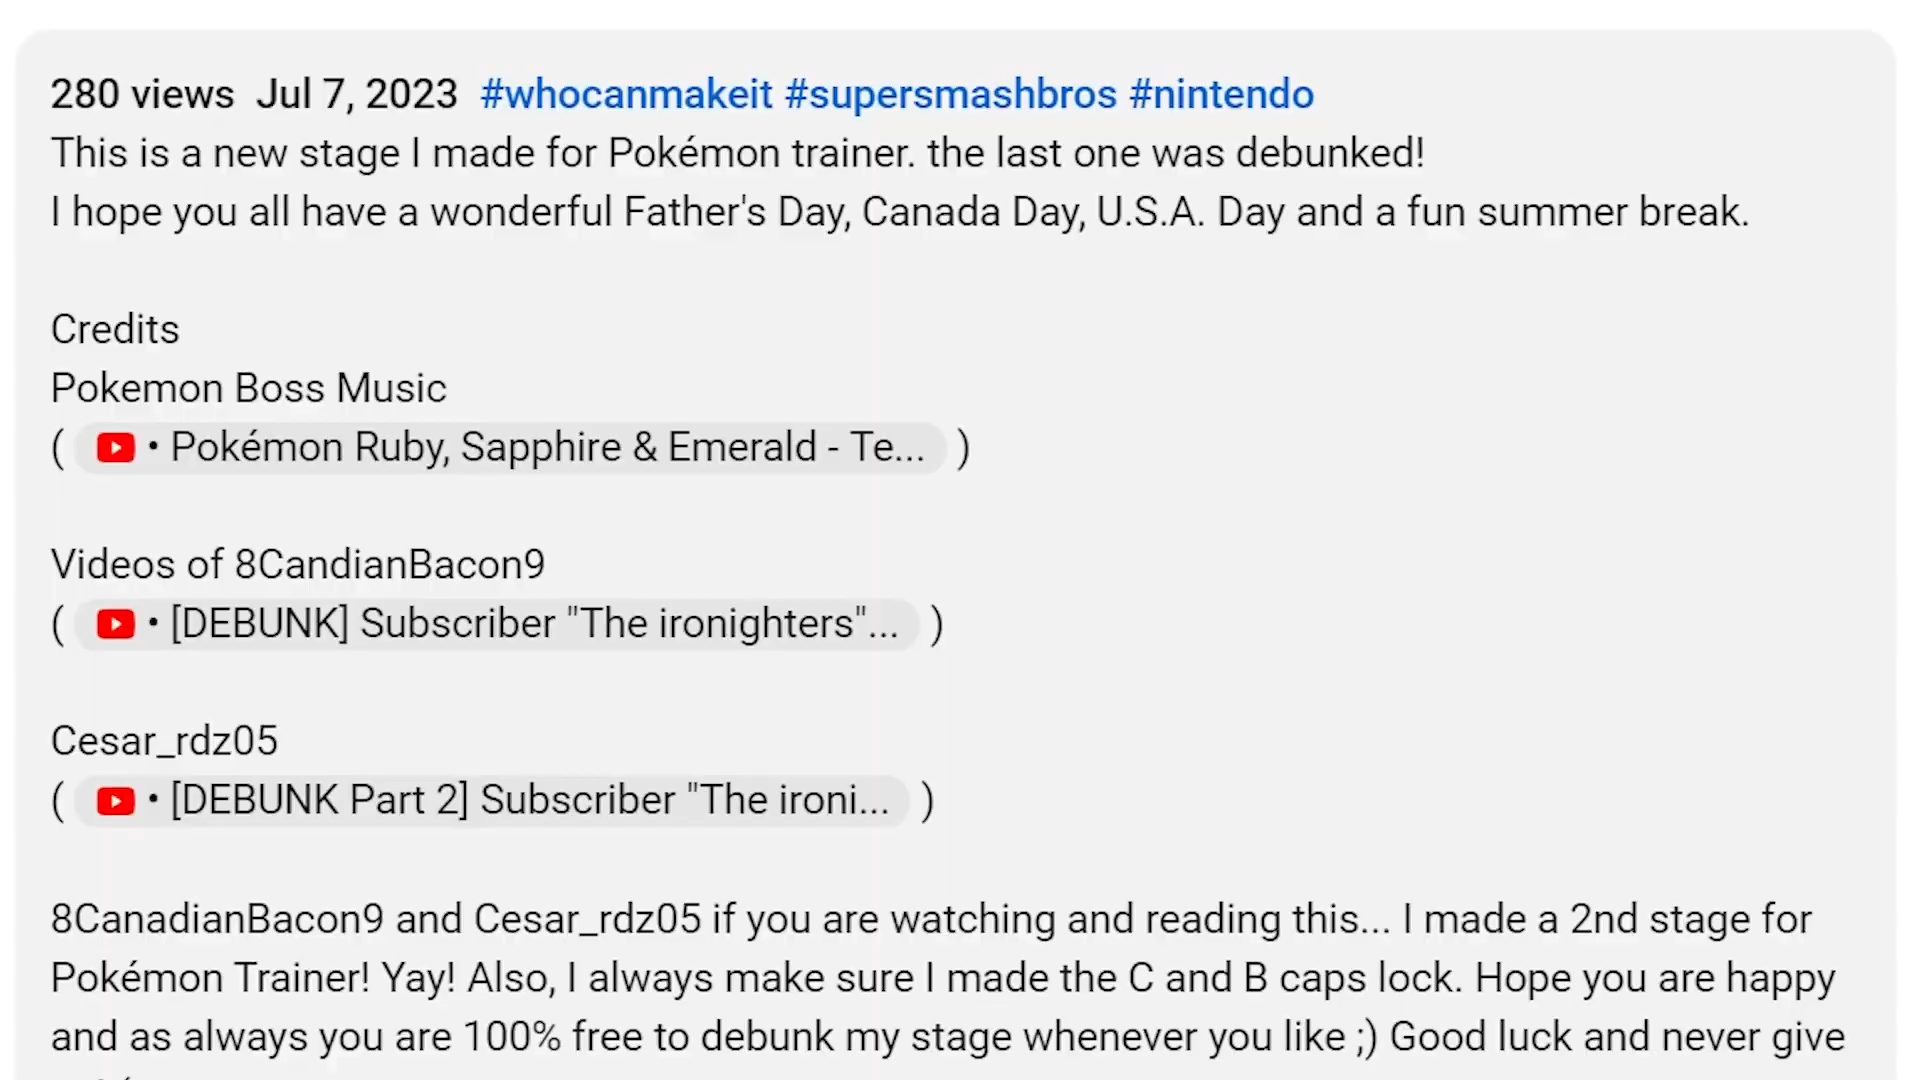 280 views Jul 7, 2023 #whocanmakeit #supersmashbros #nintendo
This is a new stage I made for Pokémon trainer. the last one was debunked!
I hope you all have a wonderful Father's Day, Canada Day, U.S.A. Day and a fun summer break.
Credits
Pokemon Boss Music
( • Pokémon Ruby, Sapphire & Emerald - Te... )
Videos of 8CandianBacon9
( • [DEBUNK] Subscriber "The ironighters"... )
Cesar_rdz05
( • [DEBUNK Part 2] Subscriber "The ironi... )
8CanadianBacon9 and Cesar_rdz05 if you are watching and reading this... I made a 2nd stage for
Pokémon Trainer! Yay! Also, I always make sure I made the C and B caps lock. Hope you are happy
and as always you are 100% free to debunk my stage whenever you like ;) Good luck and never give